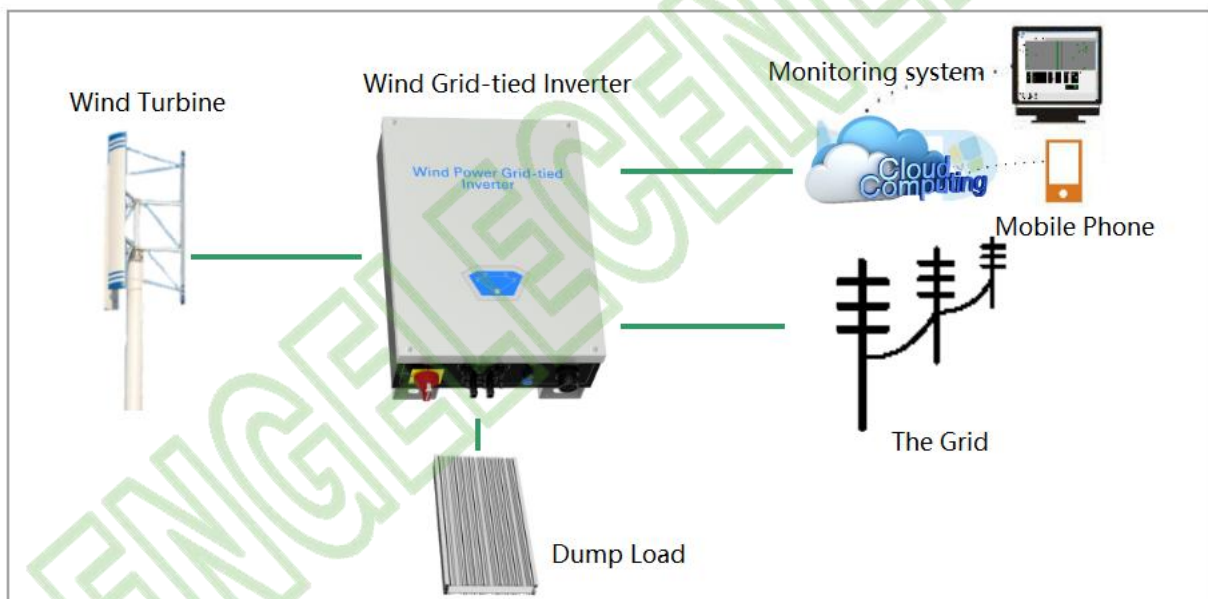 Wind Turbine
Wind Grid-tied Inverter
Monitoring system
Wind Power Grid-tied
Inverter
Cloud
Computing
Mobile Phone
The Grid
Dump Load
ENGELECENE